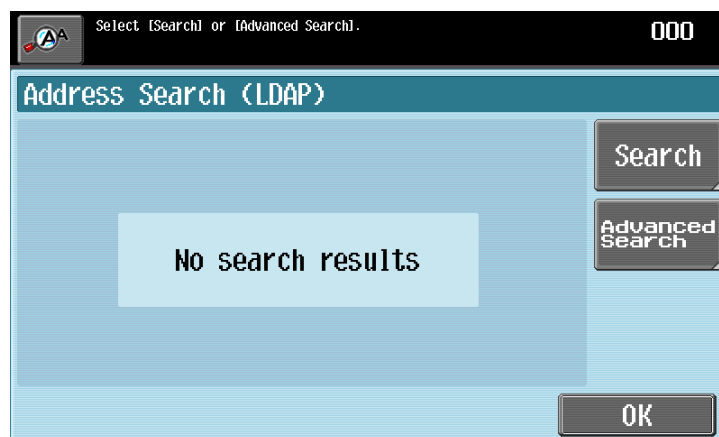 Select [Search] or [Advanced Search].
000
Address Search (LDAP)
Search
Advanced
Search
No search results
OK